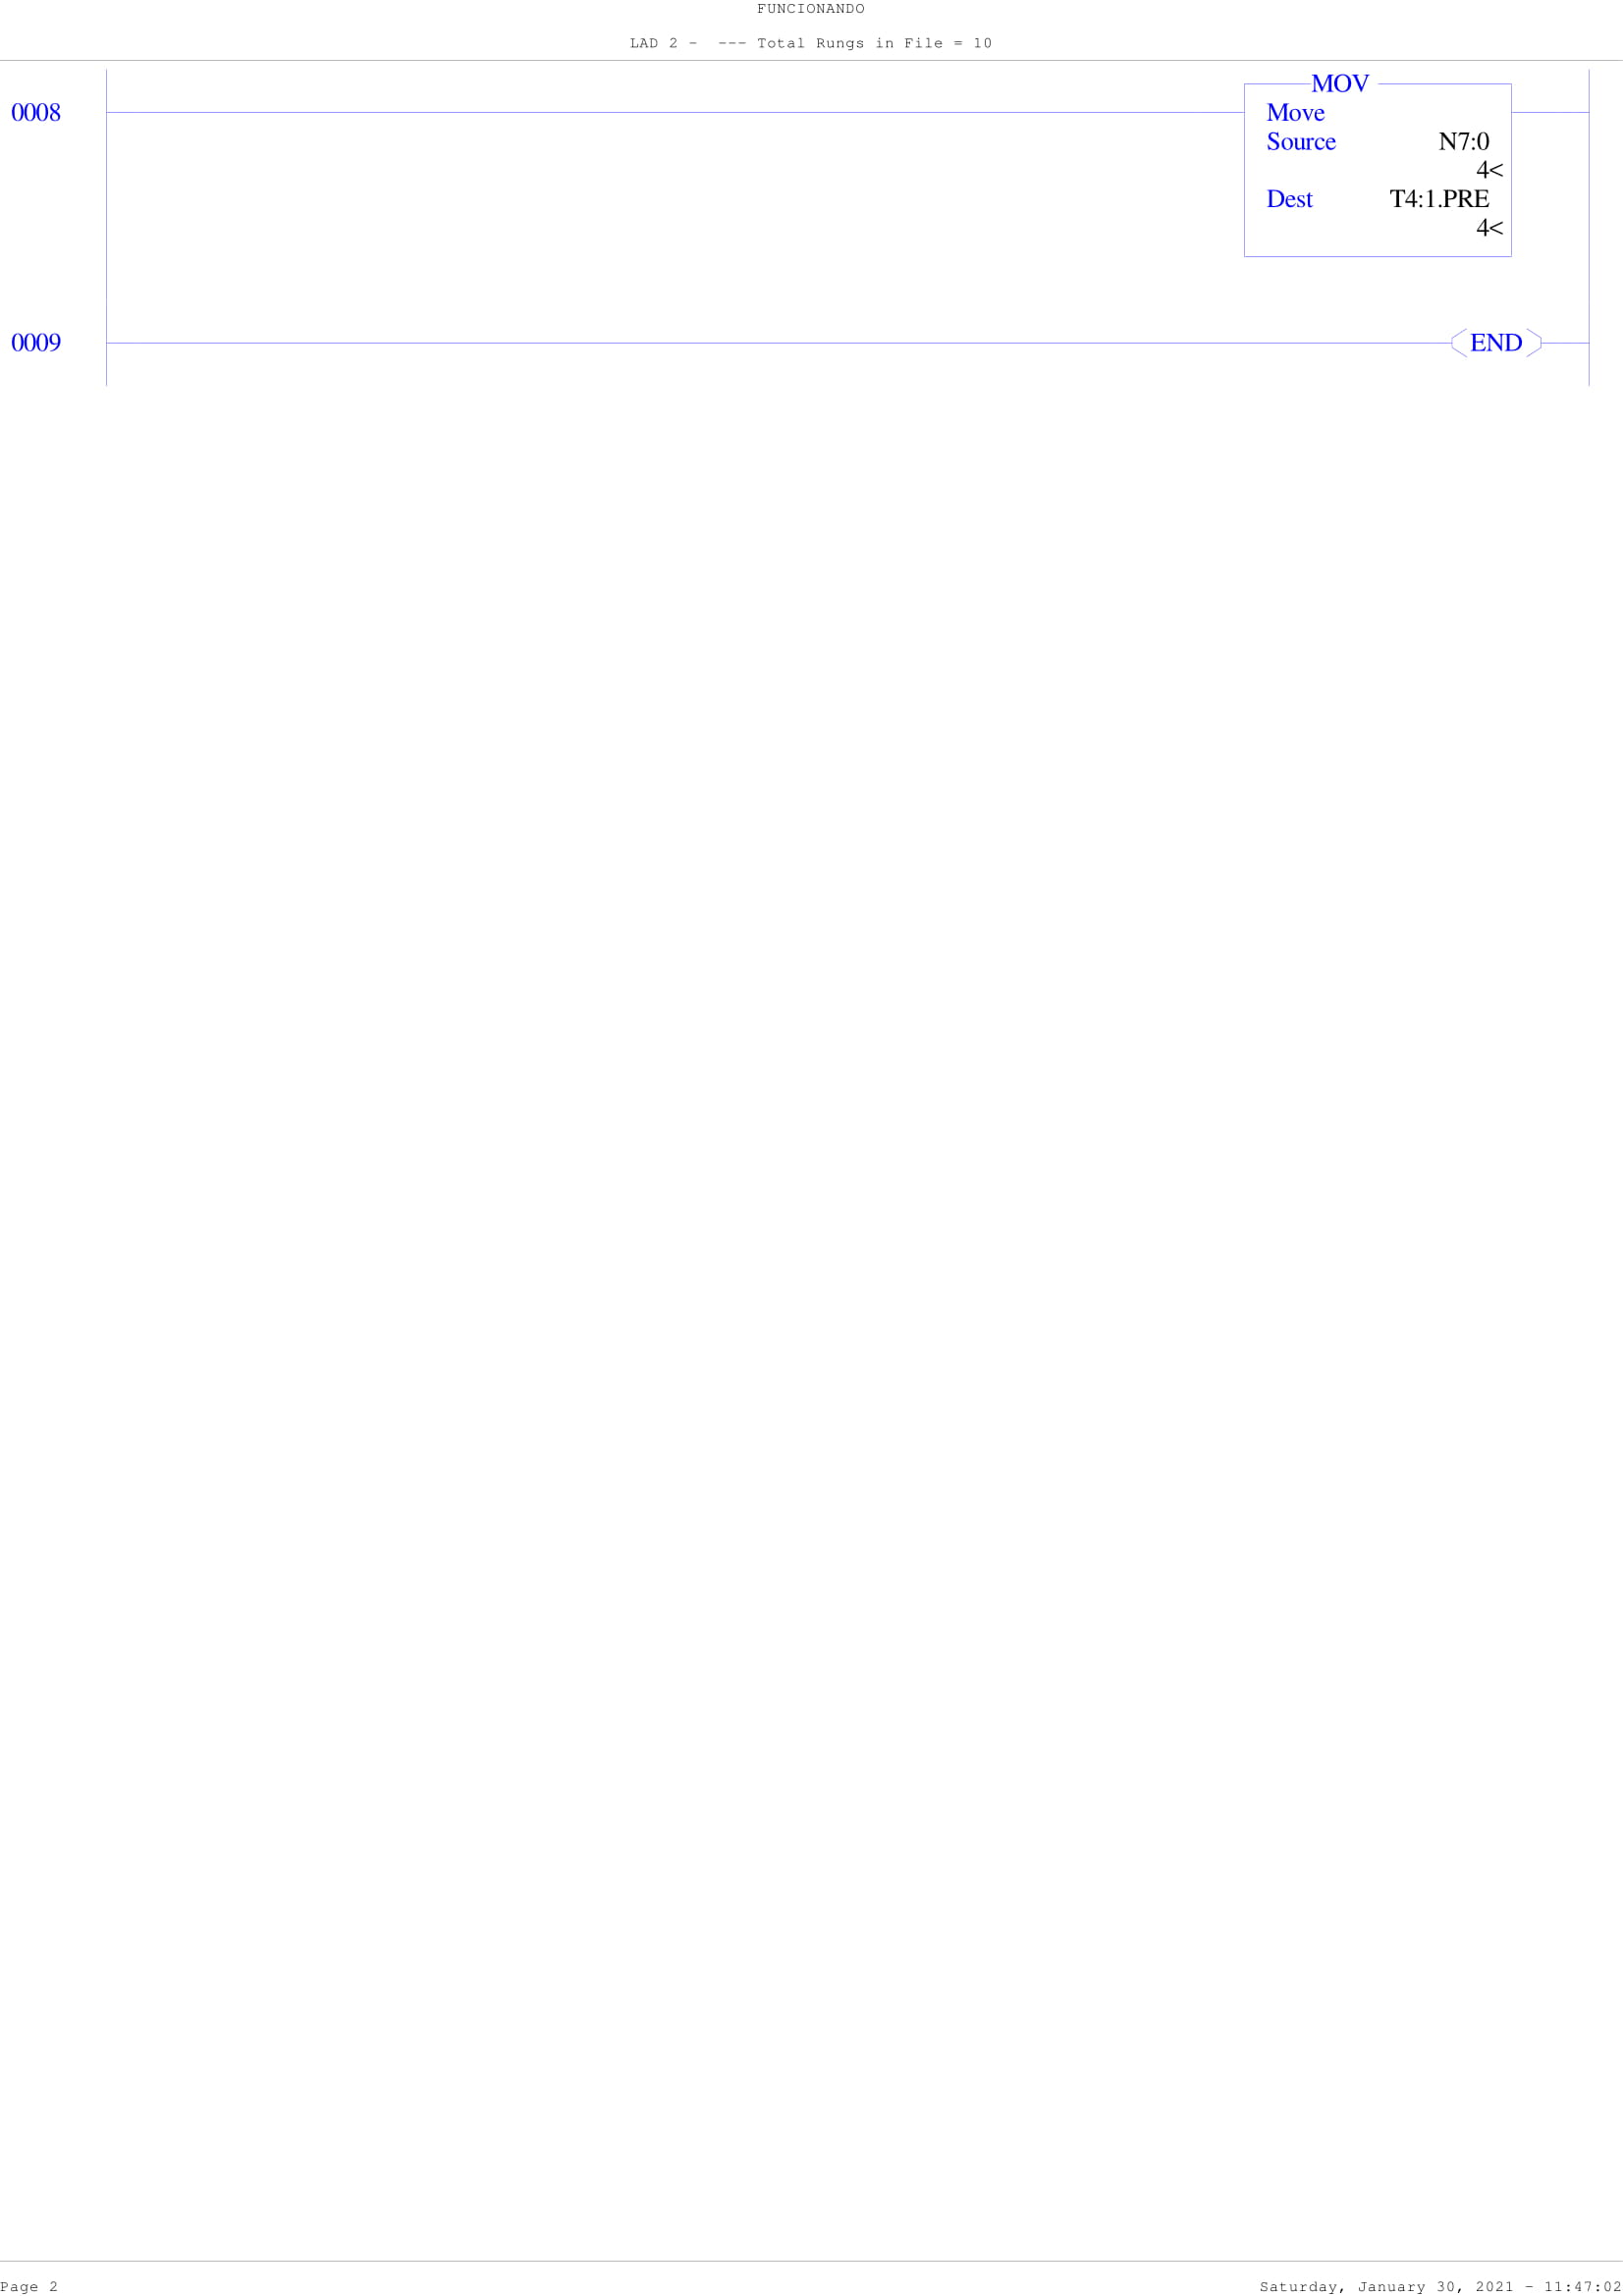 FUNCIONANDO
LAD 2 -  --- Total Rungs in File = 10
MOV
0008 Move
Source N7:0
4<
Dest T4:1.PRE
4<
0009 END
Page 2 Saturday, January 30, 2021 - 11:47:02